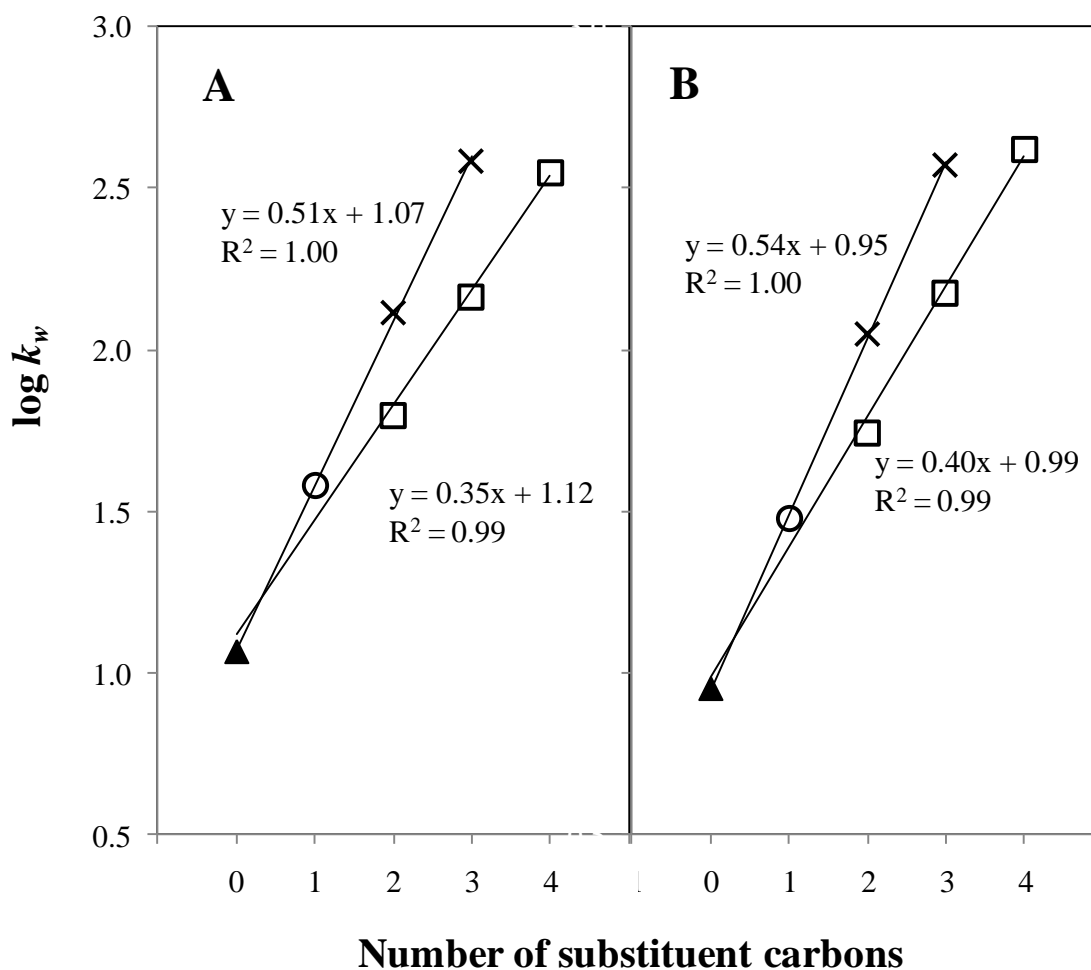 3.0
2.5
2.0
1.5
1.0
0.5
log k_w
A
y = 0.51x + 1.07
R² = 1.00
y = 0.35x + 1.12
R² = 0.99
0 1 2 3 4
B
y = 0.54x + 0.95
R² = 1.00
y = 0.40x + 0.99
R² = 0.99
0 1 2 3 4
Number of substituent carbons